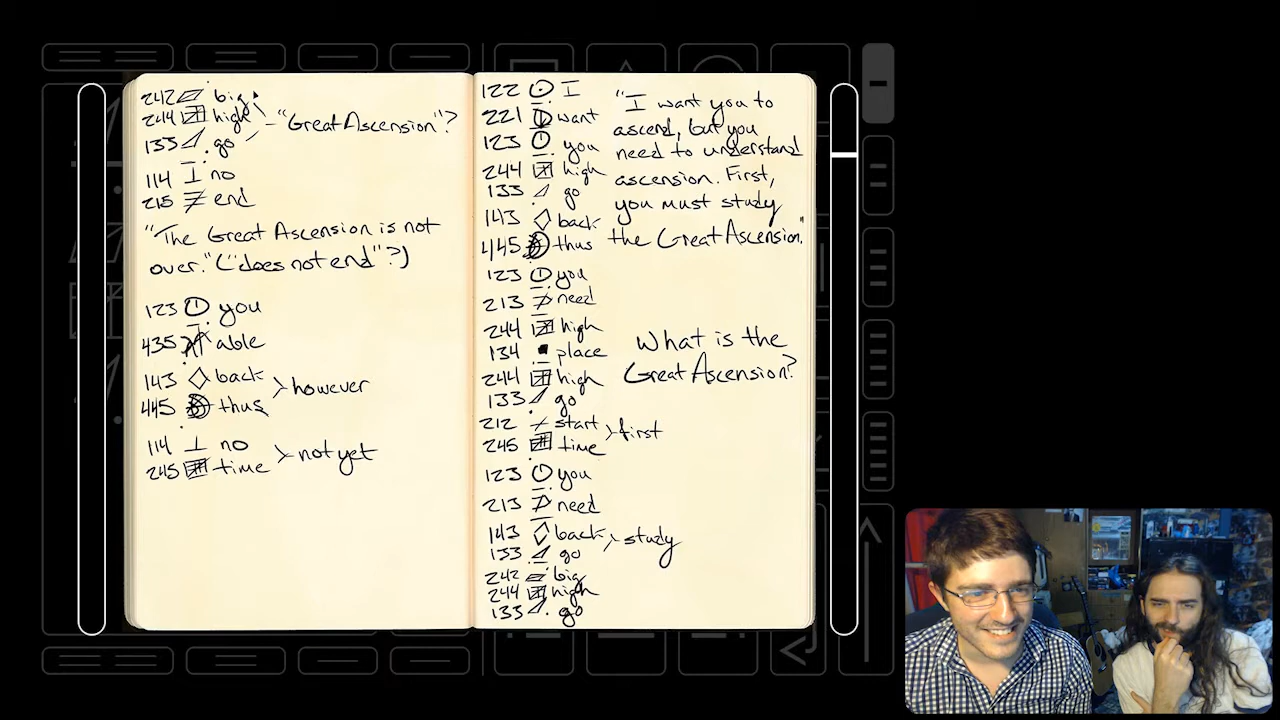 242 big
244 high
133 go
"Great Ascension"?
114 no
215 end
"The Great Ascension is not
over." ("does not end"?)
123 you
435 able
143 back
445 thus
however
114 no
245 time
not yet
122 I
221 want
123 you
244 high
133 go
143 back
445 thus
123 you
213 need
244 high
134 place
244 high
133 go
212 start
245 time
first
123 you
213 need
143 back
133 go
study
242 big
244 high
133 go
"I want you to
ascend, but you
need to understand
ascension. First,
you must study
the Great Ascension."
What is the
Great Ascension?